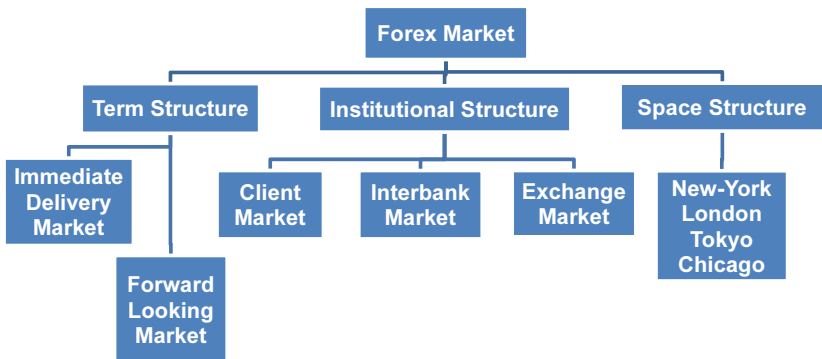 Forex Market
Term Structure
Institutional Structure
Space Structure
Immediate
Delivery
Market
Client
Market
Interbank
Market
Exchange
Market
New-York
London
Tokyo
Chicago
Forward
Looking
Market